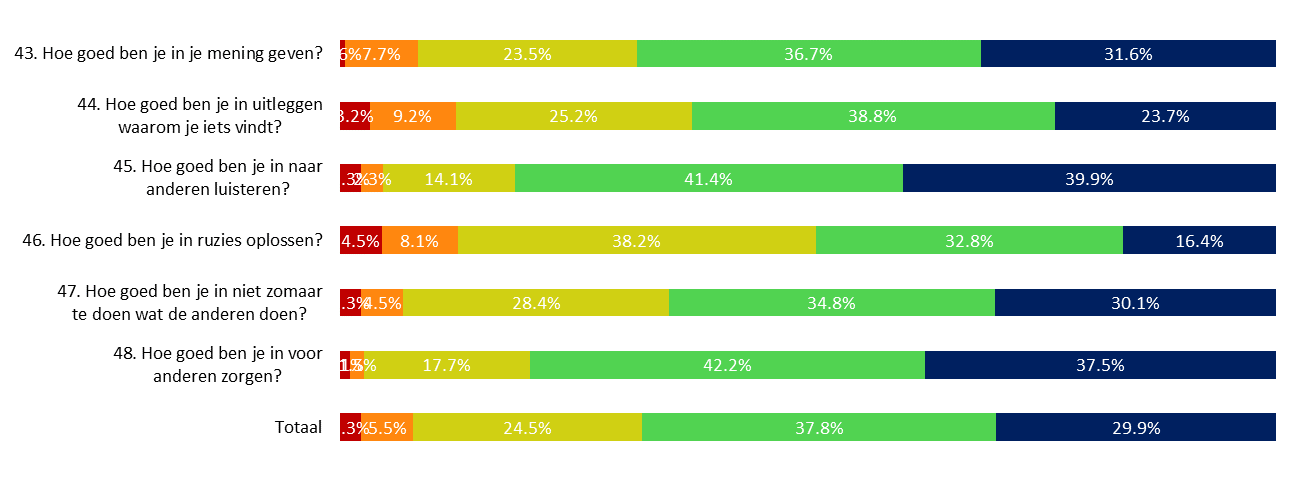 43. Hoe goed ben je in je mening geven? 7.7% 23.5% 36.7% 31.6%
44. Hoe goed ben je in uitleggen
waarom je iets vindt? 3.2% 9.2% 25.2% 38.8% 23.7%
45. Hoe goed ben je in naar
anderen luisteren? 2.3% 14.1% 41.4% 39.9%
46. Hoe goed ben je in ruzies oplossen? 4.5% 8.1% 38.2% 32.8% 16.4%
47. Hoe goed ben je in niet zomaar
te doen wat de anderen doen? 4.5% 28.4% 34.8% 30.1%
48. Hoe goed ben je in voor
anderen zorgen? 17.7% 42.2% 37.5%
Totaal 5.5% 24.5% 37.8% 29.9%